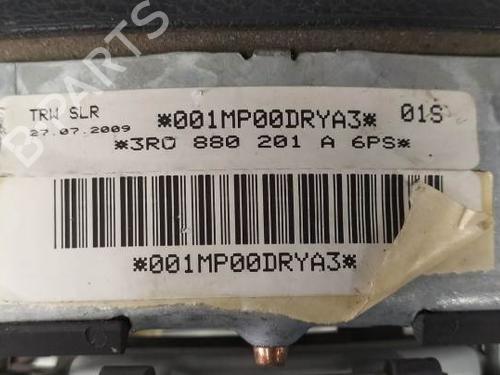 TRW SLR
27.07.2009
*001MP00DRYA3*
01S
*3R0 880 201 A 6PS*
*001MP00DRYA3*